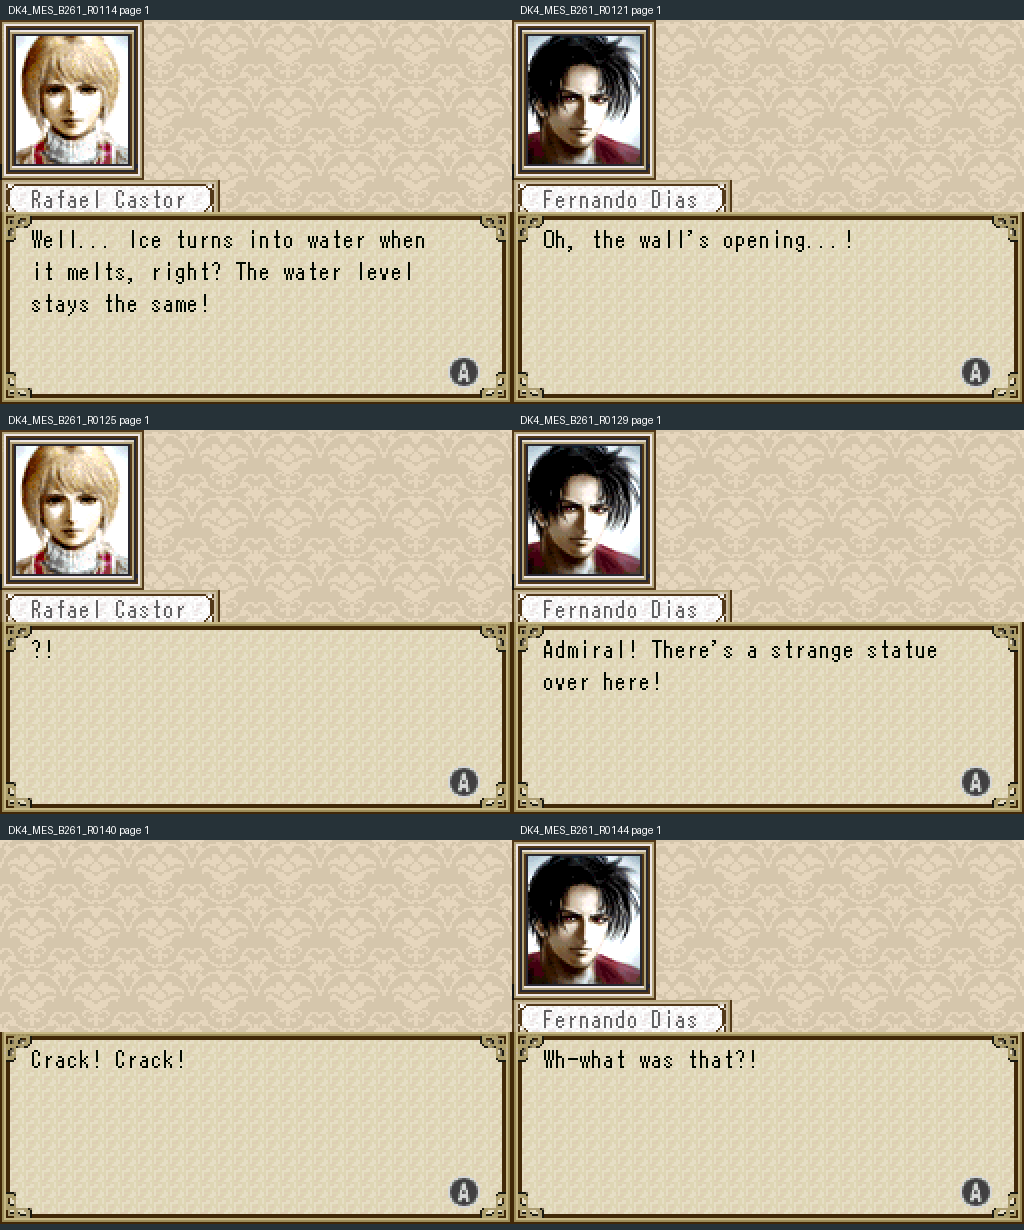 DK4_MES_B261_R0114 page 1
Rafael Castor
Well... Ice turns into water when
it melts, right? The water level
stays the same!
A
DK4_MES_B261_R0121 page 1
Fernando Dias
Oh, the wall's opening...!
A
DK4_MES_B261_R0125 page 1
Rafael Castor
?!
A
DK4_MES_B261_R0129 page 1
Fernando Dias
Admiral! There's a strange statue
over here!
A
DK4_MES_B261_R0140 page 1
Crack! Crack!
A
DK4_MES_B261_R0144 page 1
Fernando Dias
Wh-what was that?!
A